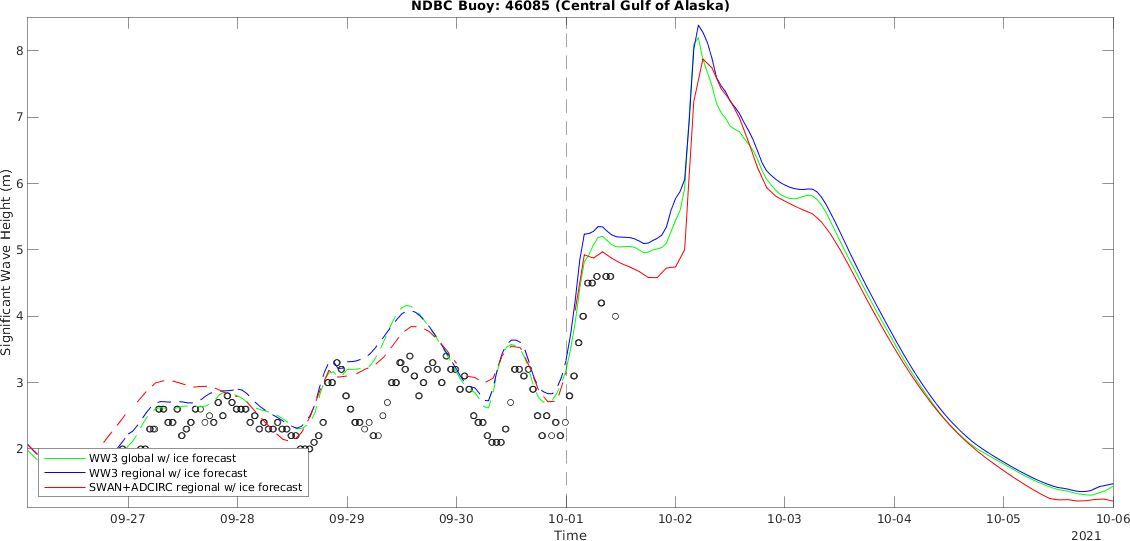 NDBC Buoy: 46085 (Central Gulf of Alaska)
Significant Wave Height (m)
8
7
6
5
4
3
2
WW3 global w/ ice forecast
WW3 regional w/ ice forecast
SWAN+ADCIRC regional w/ ice forecast
09-27 09-28 09-29 09-30 10-01 10-02 10-03 10-04 10-05 10-06
Time
2021